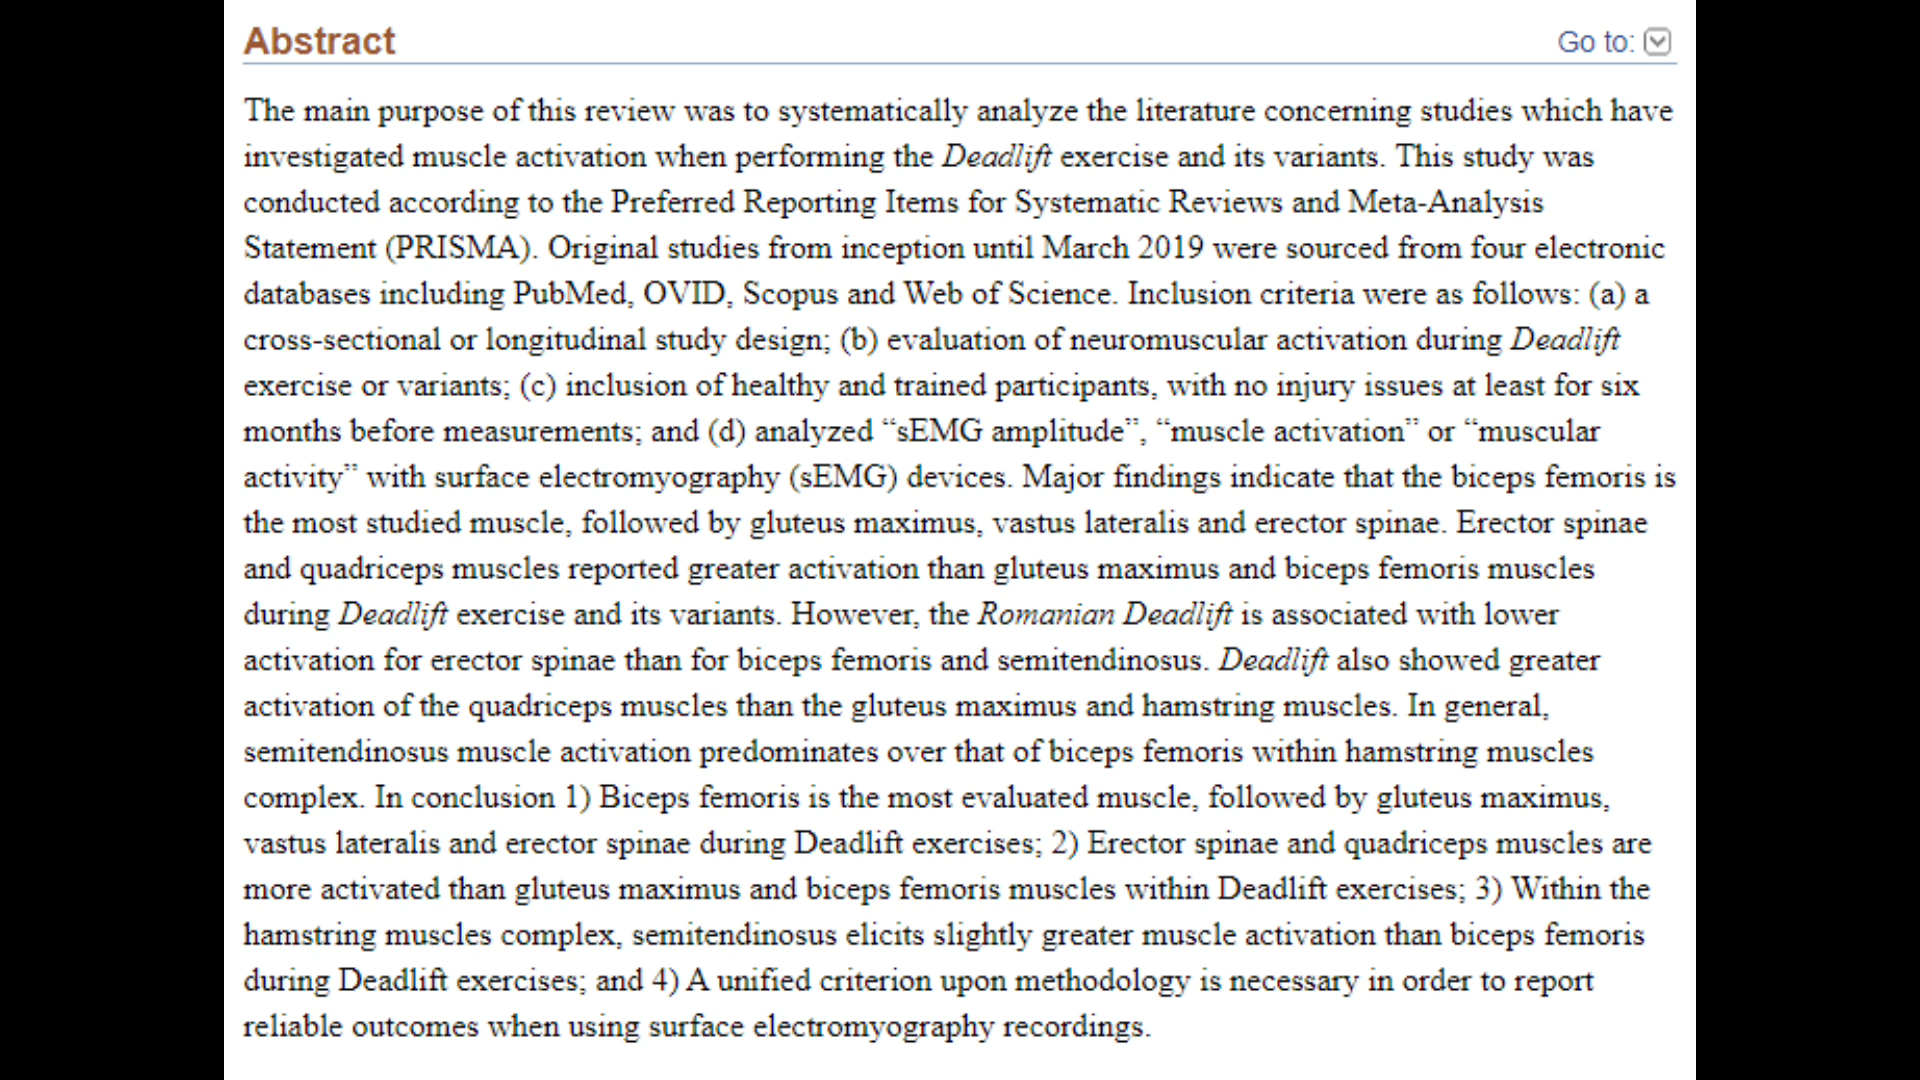 Abstract
Go to:
The main purpose of this review was to systematically analyze the literature concerning studies which have
investigated muscle activation when performing the Deadlift exercise and its variants. This study was
conducted according to the Preferred Reporting Items for Systematic Reviews and Meta-Analysis
Statement (PRISMA). Original studies from inception until March 2019 were sourced from four electronic
databases including PubMed, OVID, Scopus and Web of Science. Inclusion criteria were as follows: (a) a
cross-sectional or longitudinal study design; (b) evaluation of neuromuscular activation during Deadlift
exercise or variants; (c) inclusion of healthy and trained participants, with no injury issues at least for six
months before measurements; and (d) analyzed “sEMG amplitude”, “muscle activation” or “muscular
activity” with surface electromyography (sEMG) devices. Major findings indicate that the biceps femoris is
the most studied muscle, followed by gluteus maximus, vastus lateralis and erector spinae. Erector spinae
and quadriceps muscles reported greater activation than gluteus maximus and biceps femoris muscles
during Deadlift exercise and its variants. However, the Romanian Deadlift is associated with lower
activation for erector spinae than for biceps femoris and semitendinosus. Deadlift also showed greater
activation of the quadriceps muscles than the gluteus maximus and hamstring muscles. In general,
semitendinosus muscle activation predominates over that of biceps femoris within hamstring muscles
complex. In conclusion 1) Biceps femoris is the most evaluated muscle, followed by gluteus maximus,
vastus lateralis and erector spinae during Deadlift exercises; 2) Erector spinae and quadriceps muscles are
more activated than gluteus maximus and biceps femoris muscles within Deadlift exercises; 3) Within the
hamstring muscles complex, semitendinosus elicits slightly greater muscle activation than biceps femoris
during Deadlift exercises; and 4) A unified criterion upon methodology is necessary in order to report
reliable outcomes when using surface electromyography recordings.